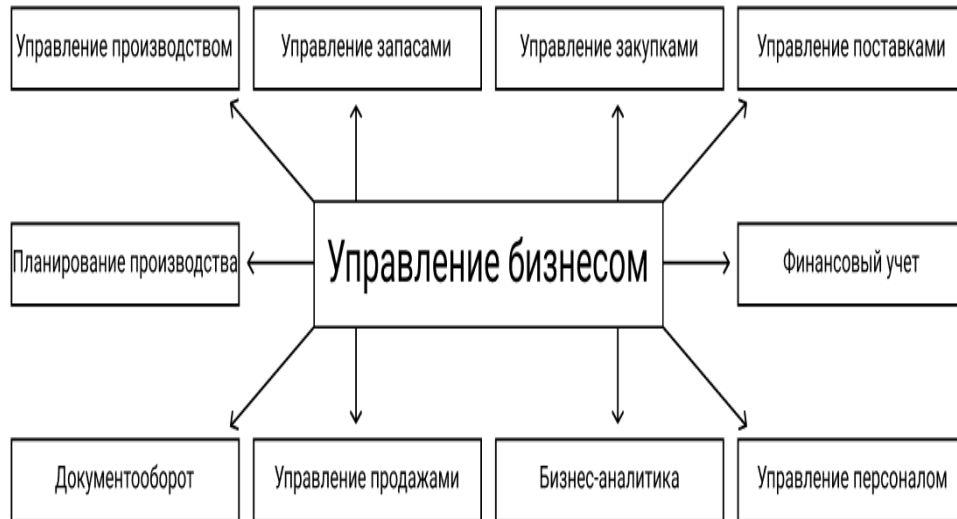 Управление производством
Управление запасами
Управление закупками
Управление поставками
Планирование производства
Управление бизнесом
Финансовый учет
Документооборот
Управление продажами
Бизнес-аналитика
Управление персоналом